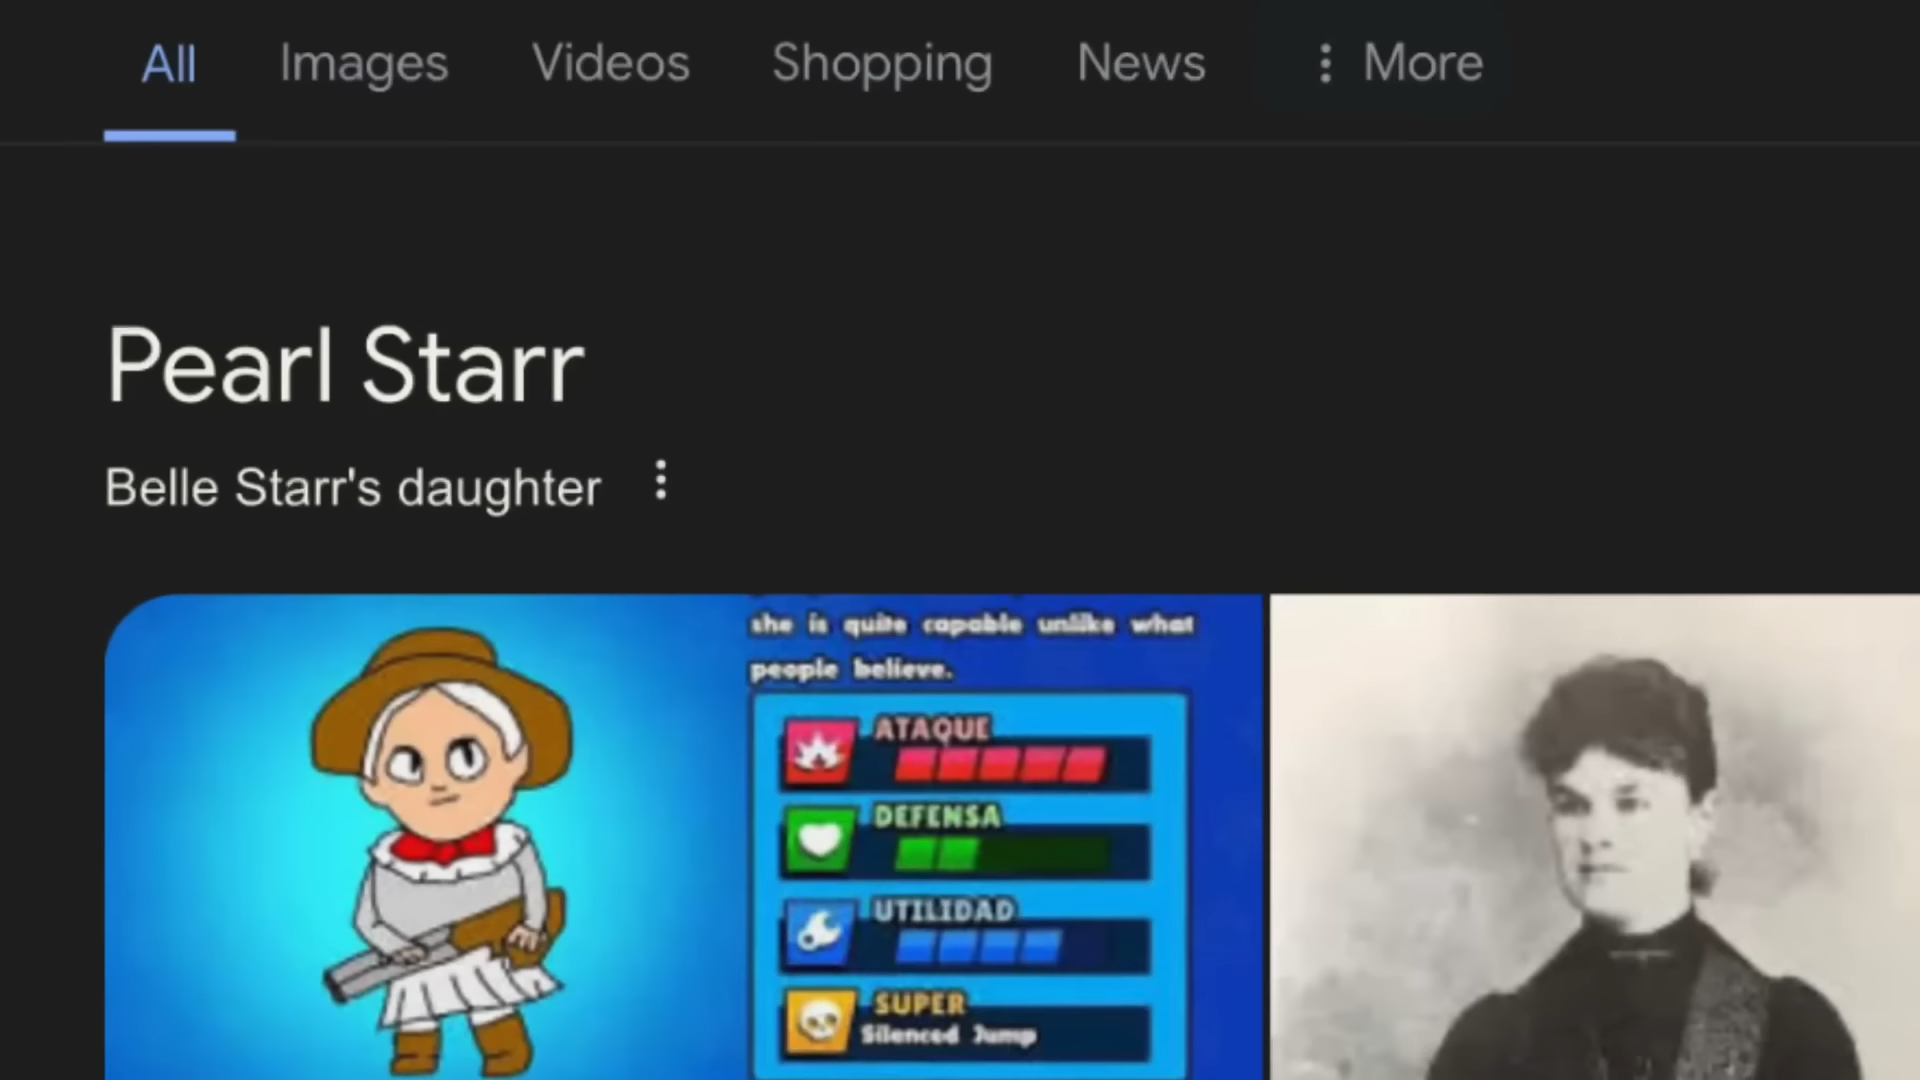 All Images Videos Shopping News More
Pearl Starr
Belle Starr's daughter
she is quite capable unlike what
people believe.
ATAQUE
DEFENSA
UTILIDAD
SUPER
Silenced Jump